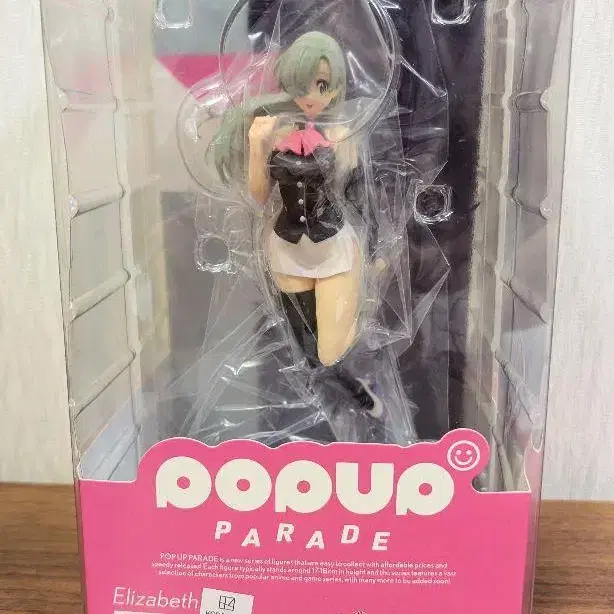 POPUP
PARADE
POP UP PARADE is a new series of figures that are easy to collect with affordable prices and
speedy releases! Each figure typically stands around 17-18cm in height and the series features a vast
selection of characters from popular anime and game series, with many more to be added soon!
Elizabeth